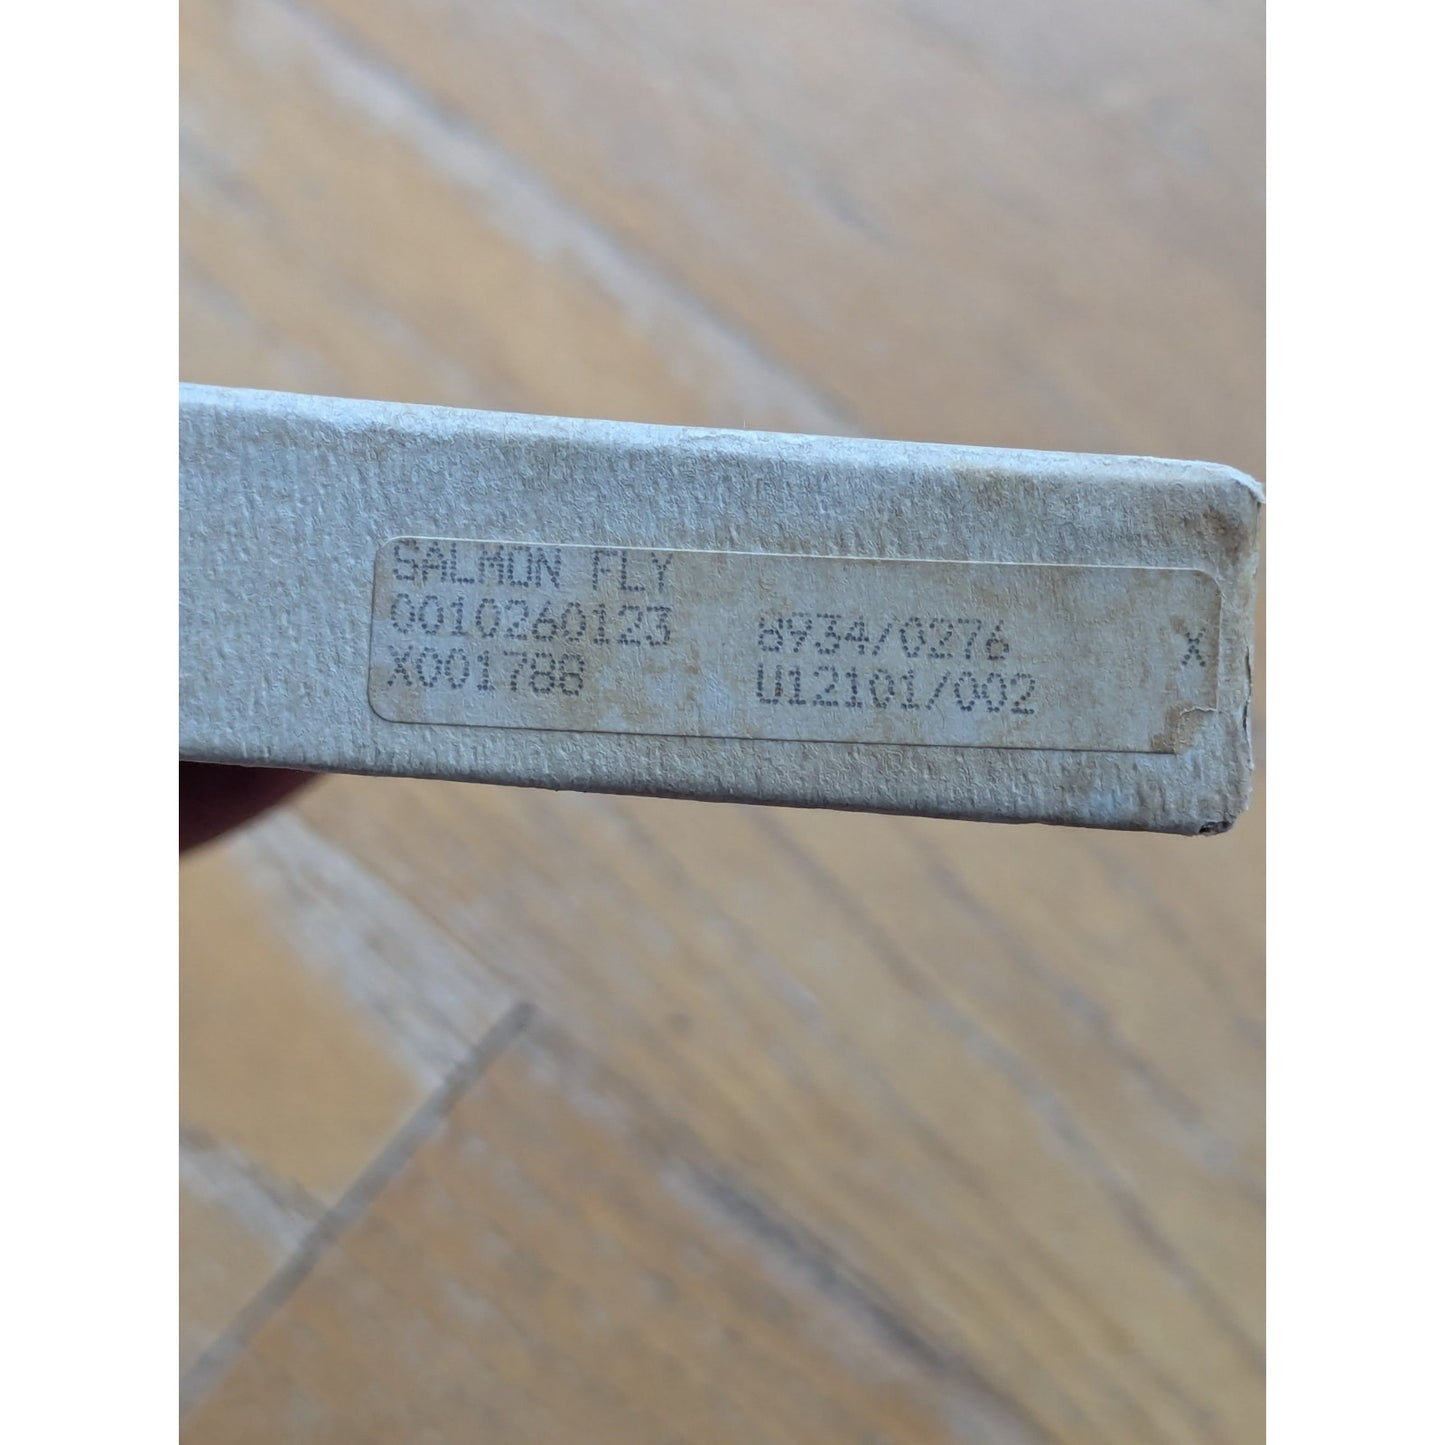 SALMON FLY
0010260123 8934/0276 X
X001788 U12101/002